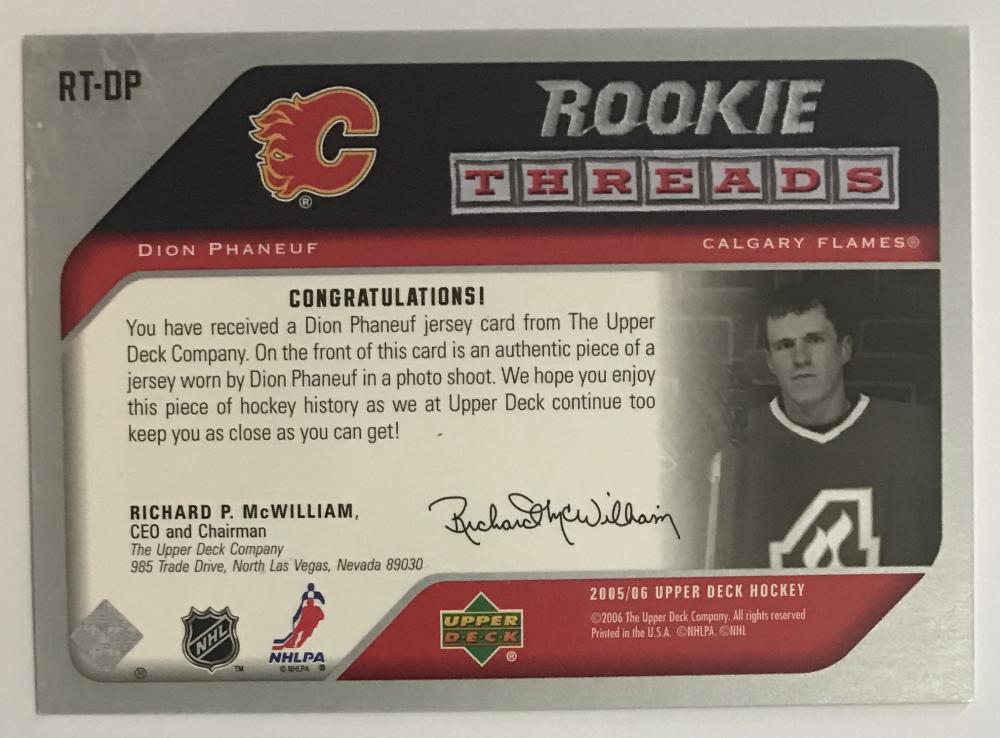 RT-DP
C
®
ROOKIE
THREADS
DION PHANEUF
CALGARY FLAMES®
CONGRATULATIONS!
You have received a Dion Phaneuf jersey card from The Upper
Deck Company. On the front of this card is an authentic piece of a
jersey worn by Dion Phaneuf in a photo shoot. We hope you enjoy
this piece of hockey history as we at Upper Deck continue too
keep you as close as you can get!
RICHARD P. McWILLIAM,
CEO and Chairman
The Upper Deck Company
985 Trade Drive, North Las Vegas, Nevada 89030
Richard McWilliam
A
®
NHL
TM
NHLPA
© NHLPA ®
UPPER
D·E·C·K
®
2005/06 UPPER DECK HOCKEY
©2006 The Upper Deck Company. All rights reserved
Printed in the U.S.A. ©NHLPA. ©NHL